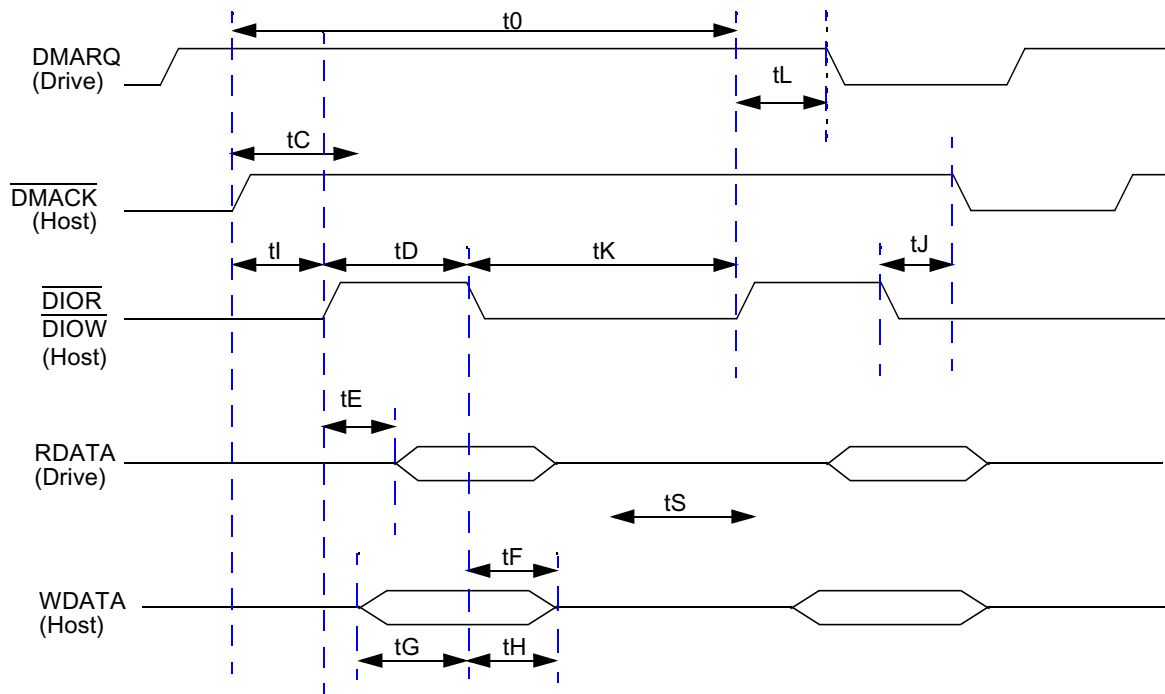 t0
DMARQ
(Drive)
tL
tC
DMACK
(Host)
tI
tD
tK
tJ
DIOR
DIOW
(Host)
tE
RDATA
(Drive)
tS
tF
WDATA
(Host)
tG
tH